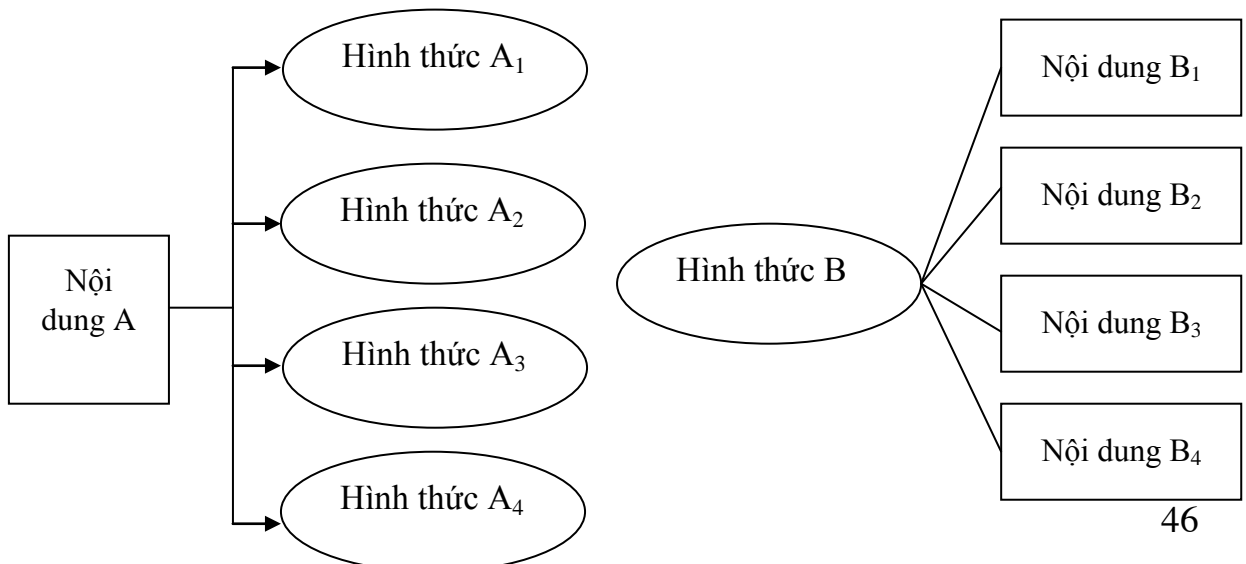 Hình thức A₁
Hình thức A₂
Nội
dung A
Hình thức A₃
Hình thức A₄
Hình thức B
Nội dung B₁
Nội dung B₂
Nội dung B₃
Nội dung B₄
46